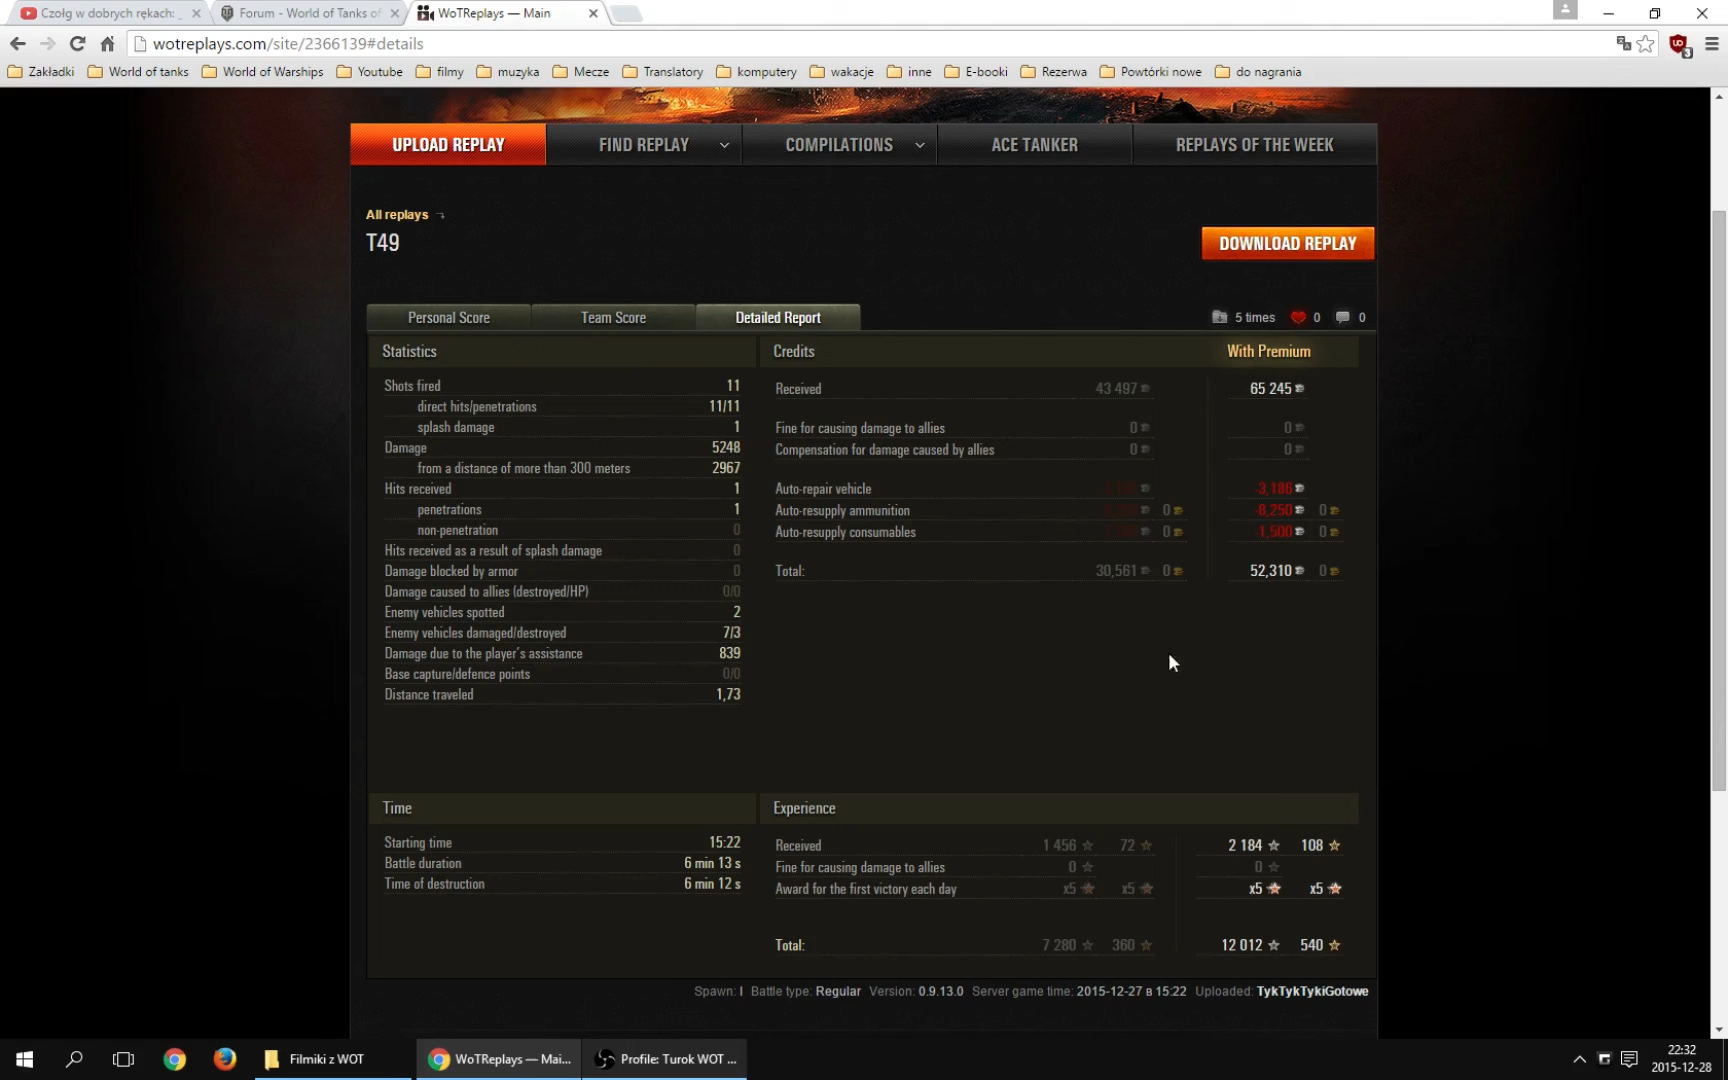 Czołg w dobrych rękach: _
Forum - World of Tanks of
WoTReplays — Main
wotreplays.com/site/2366139#details
3
Zakładki
World of tanks
World of Warships
Youtube
filmy
muzyka
Mecze
Translatory
komputery
wakacje
inne
E-booki
Rezerwa
Powtórki nowe
do nagrania
UPLOAD REPLAY
FIND REPLAY
COMPILATIONS
ACE TANKER
REPLAYS OF THE WEEK
All replays
T49
DOWNLOAD REPLAY
Personal Score
Team Score
Detailed Report
5 times
0
0
Statistics
Shots fired 11
direct hits/penetrations 11/11
splash damage 1
Damage 5248
from a distance of more than 300 meters 2967
Hits received 1
penetrations 1
non-penetration 0
Hits received as a result of splash damage 0
Damage blocked by armor 0
Damage caused to allies (destroyed/HP) 0/0
Enemy vehicles spotted 2
Enemy vehicles damaged/destroyed 7/3
Damage due to the player's assistance 839
Base capture/defence points 0/0
Distance traveled 1,73
Credits With Premium
Received 43 497 65 245
Fine for causing damage to allies 0 0
Compensation for damage caused by allies 0 0
Auto-repair vehicle -3,186
Auto-resupply ammunition 0 -8,250 0
Auto-resupply consumables 0 -1,500 0
Total: 30,561 0 52,310 0
Time
Starting time 15:22
Battle duration 6 min 13 s
Time of destruction 6 min 12 s
Experience
Received 1 456 72 2 184 108
Fine for causing damage to allies 0 0
Award for the first victory each day x5 x5 x5 x5
Total: 7 280 360 12 012 540
Spawn: I Battle type: Regular Version: 0.9.13.0 Server game time: 2015-12-27 в 15:22 Uploaded: TykTykTykiGotowe
Filmiki z WOT
WoTReplays — Mai...
Profile: Turok WOT ...
22:32
2015-12-28